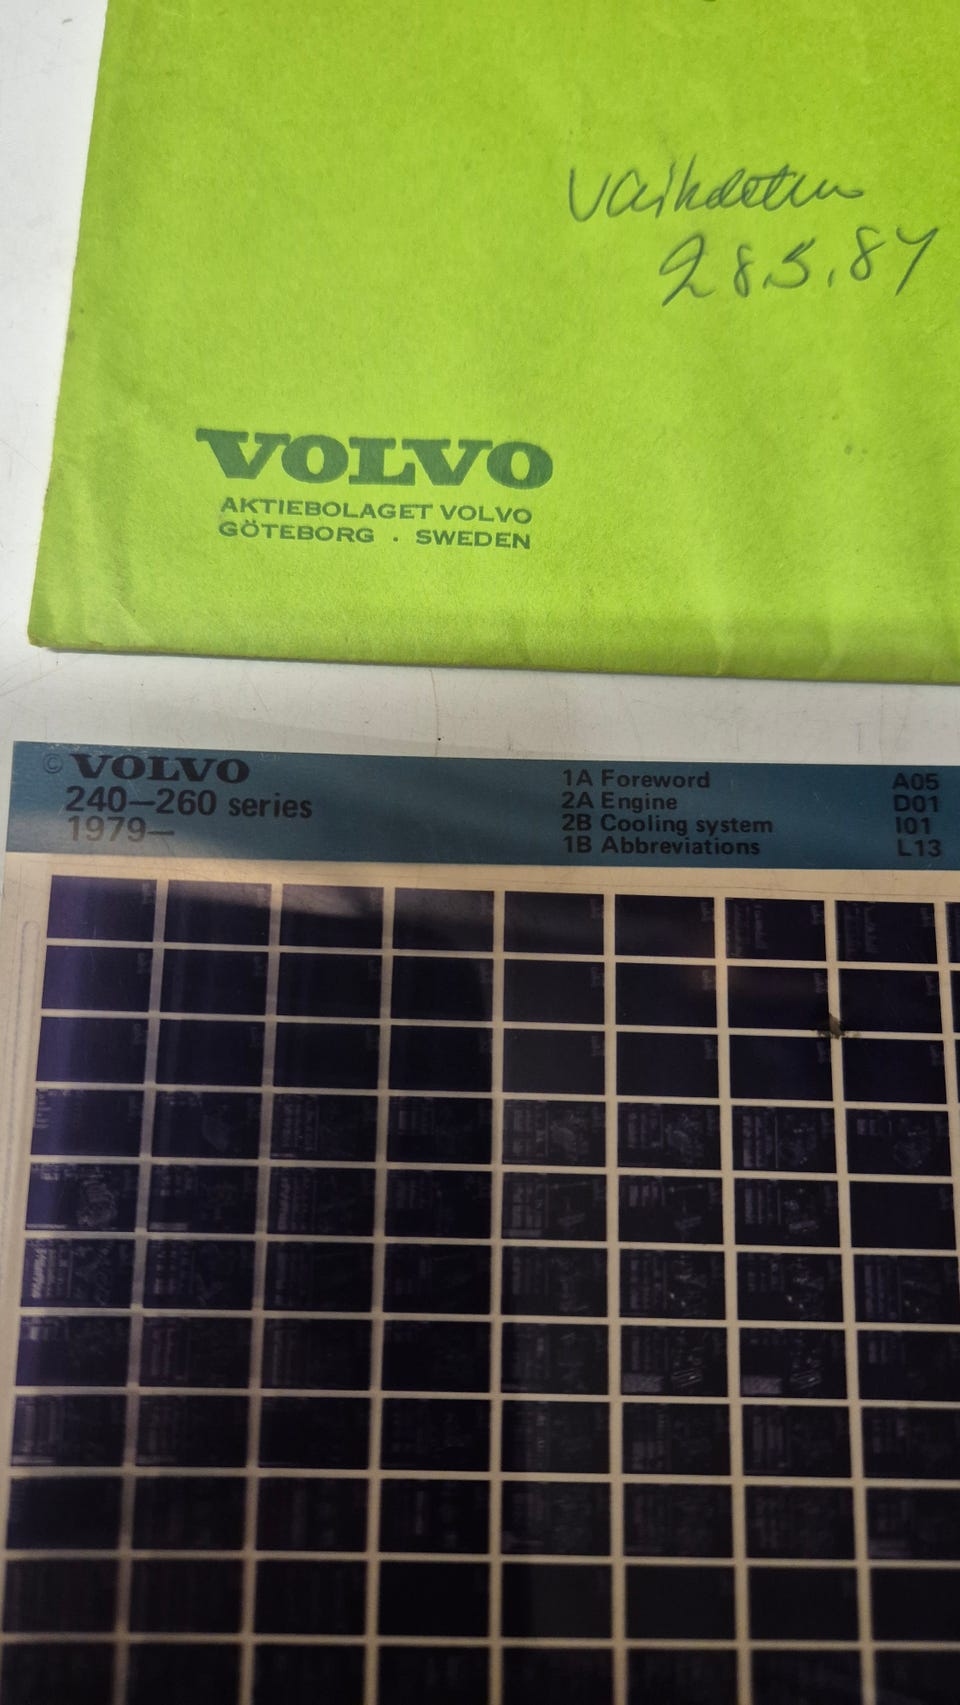 Vaihdettu
28.5.84
VOLVO
AKTIEBOLAGET VOLVO
GÖTEBORG . SWEDEN
© VOLVO
240—260 series
1979—
1A Foreword A05
2A Engine D01
2B Cooling system I01
1B Abbreviations L13